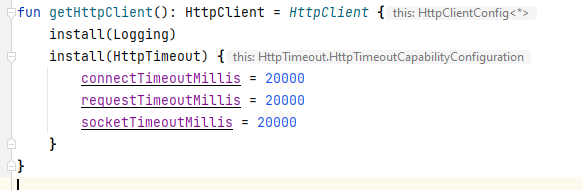 fun getHttpClient(): HttpClient = HttpClient { this: HttpClientConfig<*>
install(Logging)
install(HttpTimeout) { this: HttpTimeout.HttpTimeoutCapabilityConfiguration
connectTimeoutMillis = 20000
requestTimeoutMillis = 20000
socketTimeoutMillis = 20000
}
}